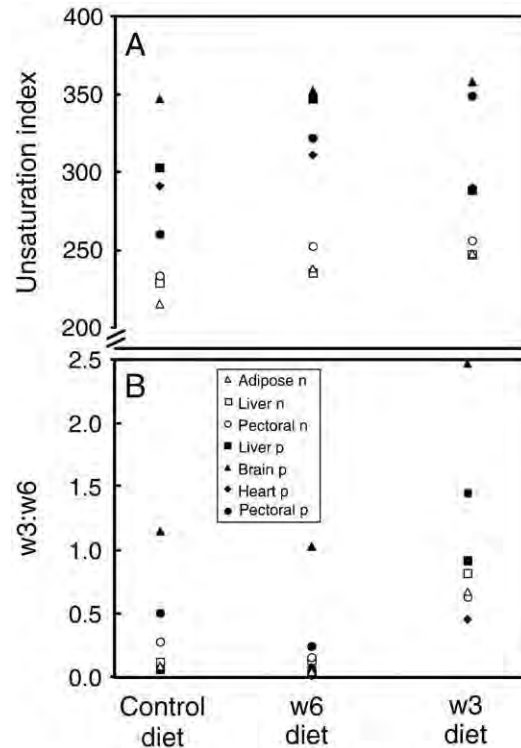 400
A
350
300
250
200
Unsaturation index
2.5
B
2.0
1.5
1.0
0.5
0.0
w3:w6
Adipose n
Liver n
Pectoral n
Liver p
Brain p
Heart p
Pectoral p
Control
diet
w6
diet
w3
diet